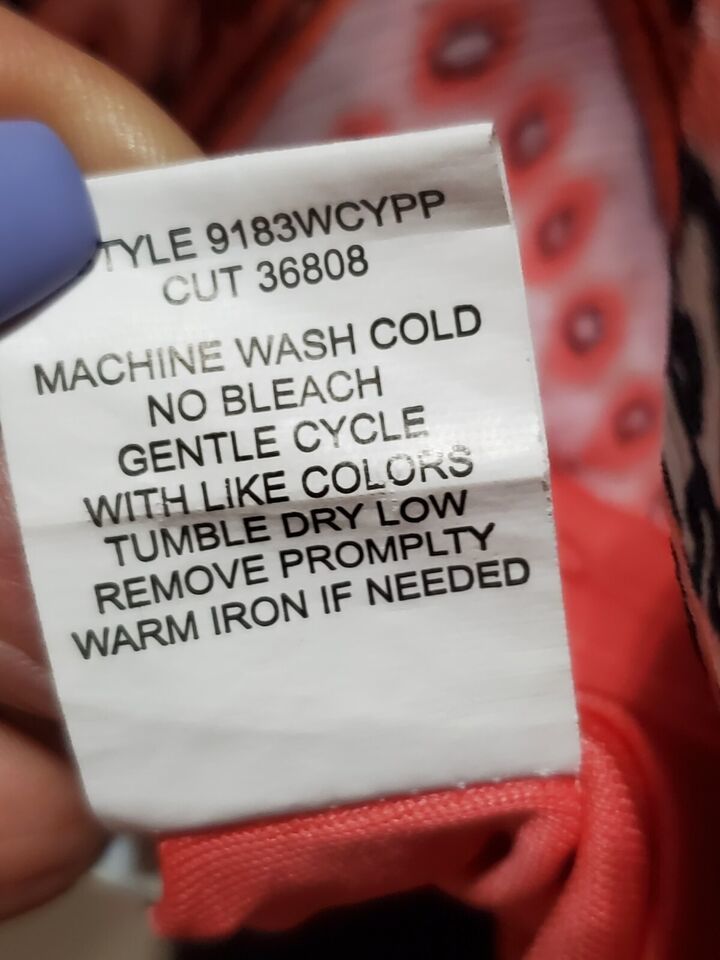 TYLE 9183WCYPP
CUT 36808
MACHINE WASH COLD
NO BLEACH
GENTLE CYCLE
WITH LIKE COLORS
TUMBLE DRY LOW
REMOVE PROMPLTY
WARM IRON IF NEEDED